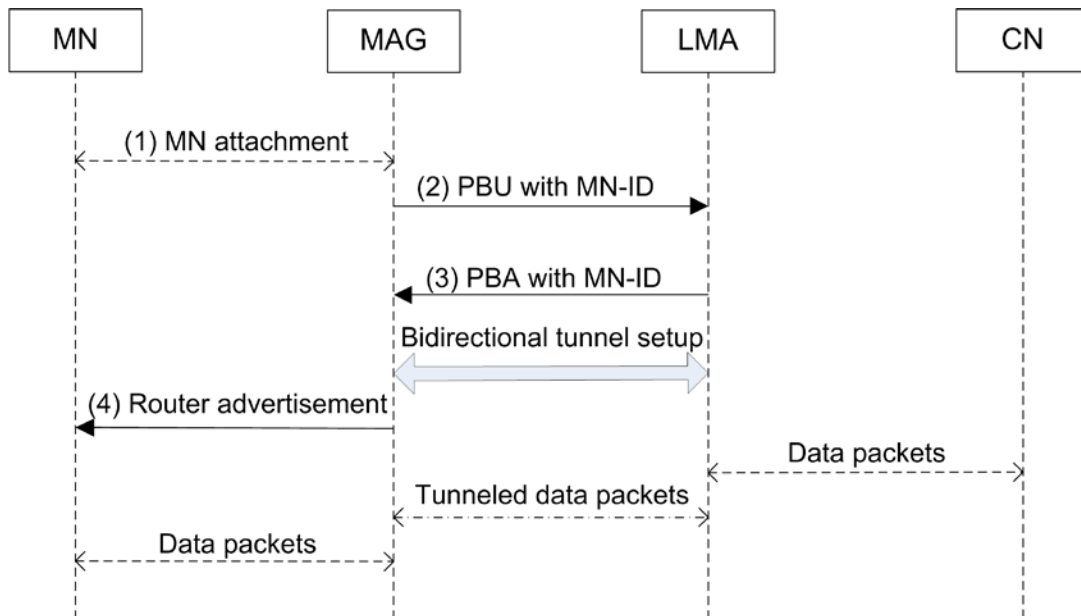 MN
MAG
LMA
CN
(1) MN attachment
(2) PBU with MN-ID
(3) PBA with MN-ID
Bidirectional tunnel setup
(4) Router advertisement
Data packets
Tunneled data packets
Data packets